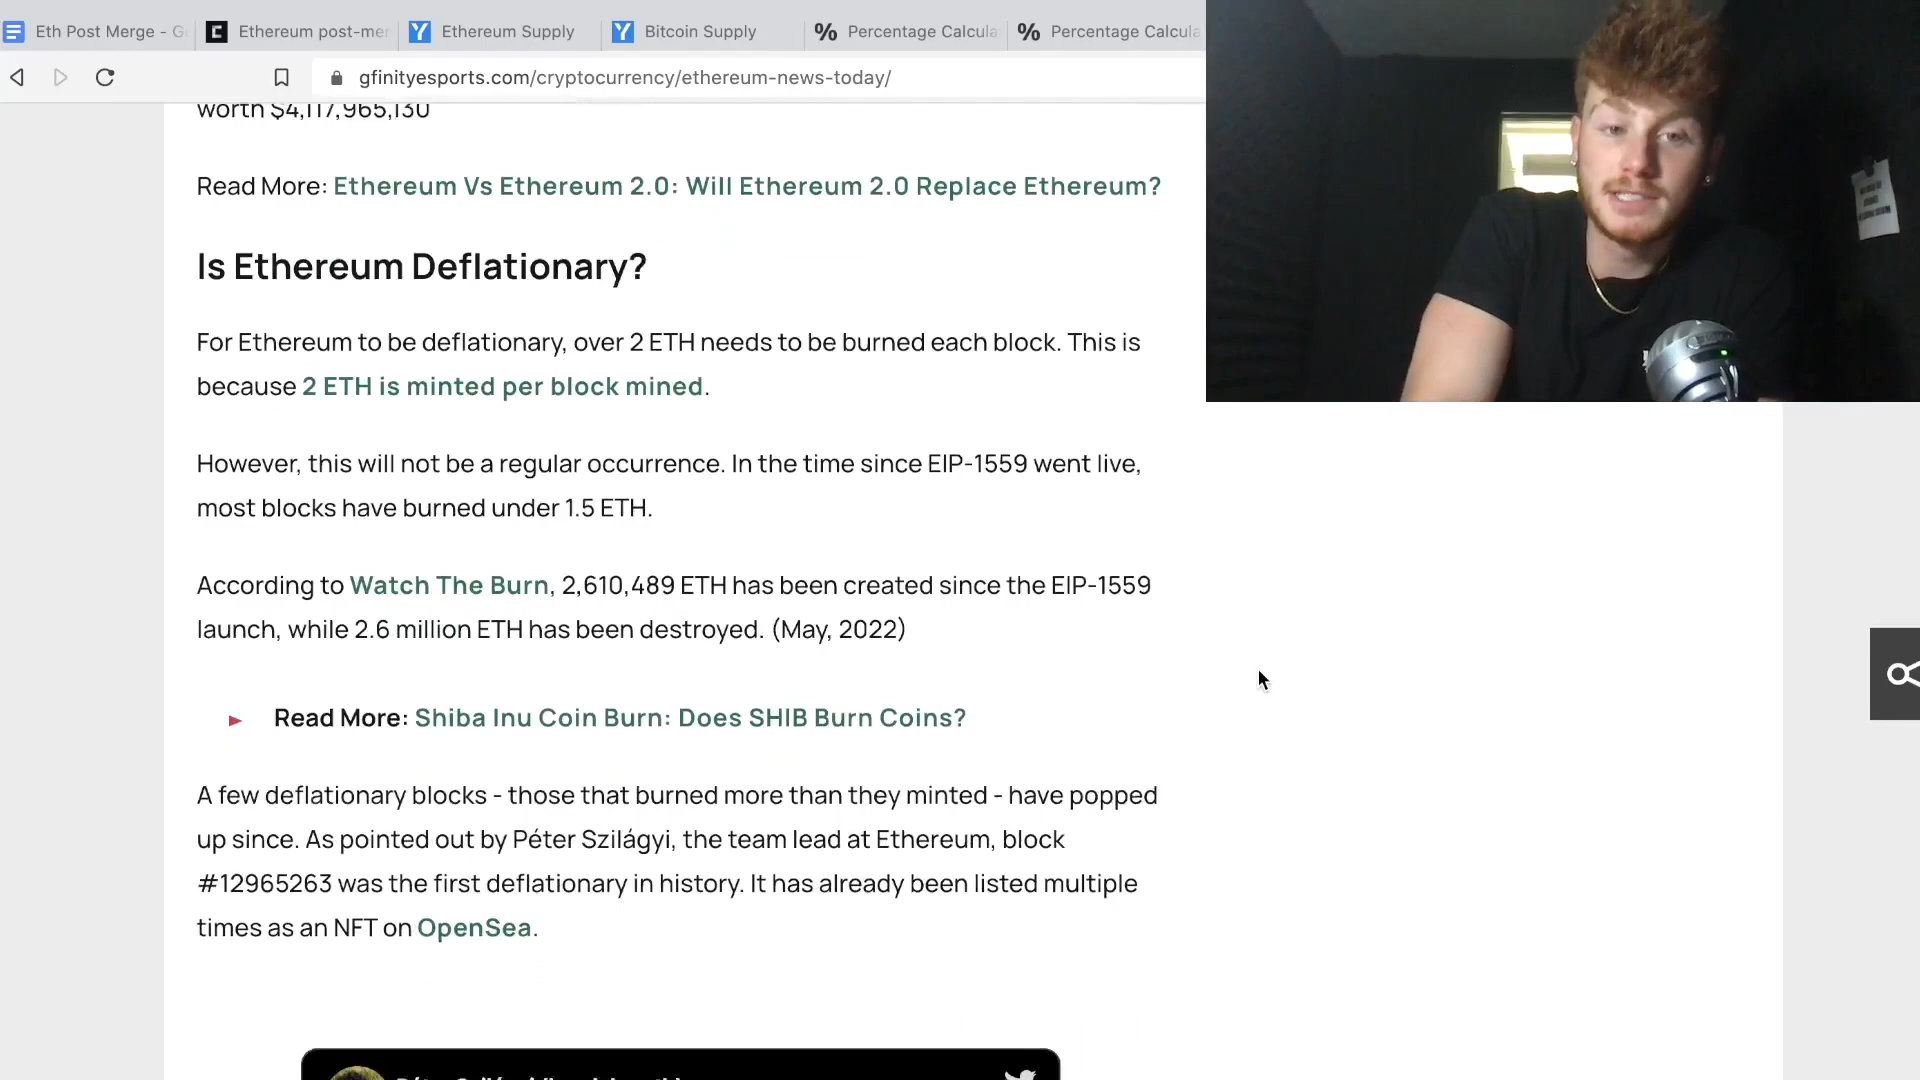 Eth Post Merge - G
Ethereum post-mer
Ethereum Supply
Bitcoin Supply
Percentage Calcula
Percentage Calcula
gfinityesports.com/cryptocurrency/ethereum-news-today/
worth $4,117,965,130
Read More: Ethereum Vs Ethereum 2.0: Will Ethereum 2.0 Replace Ethereum?
Is Ethereum Deflationary?
For Ethereum to be deflationary, over 2 ETH needs to be burned each block. This is
because 2 ETH is minted per block mined.
However, this will not be a regular occurrence. In the time since EIP-1559 went live,
most blocks have burned under 1.5 ETH.
According to Watch The Burn, 2,610,489 ETH has been created since the EIP-1559
launch, while 2.6 million ETH has been destroyed. (May, 2022)
Read More: Shiba Inu Coin Burn: Does SHIB Burn Coins?
A few deflationary blocks - those that burned more than they minted - have popped
up since. As pointed out by Péter Szilágyi, the team lead at Ethereum, block
#12965263 was the first deflationary in history. It has already been listed multiple
times as an NFT on OpenSea.